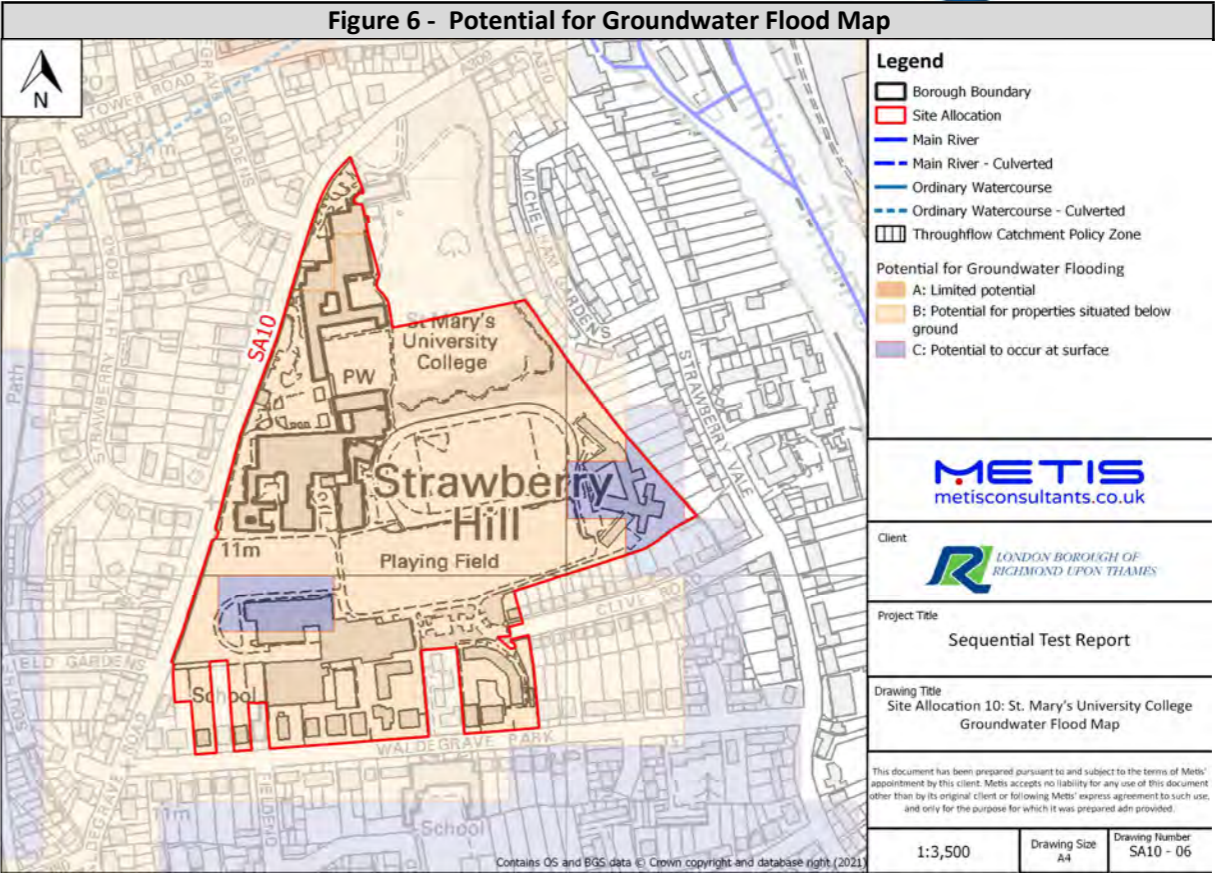 Figure 6 - Potential for Groundwater Flood Map
N
TOWER ROAD
GARDENS
STRAWBERRY HILL ROAD
Path
SA10
MICHELHAM GARDENS
River Thames
St Mary's
University
College
PW
STRAWBERRY VALE
Strawberry
Hill
11m
Playing Field
CLIVE RD
FIELD GARDENS
School
WALDEGRAVE PARK
ROAD
School
Contains OS and BGS data © Crown copyright and database right (2021)
Legend
Borough Boundary
Site Allocation
Main River
Main River - Culverted
Ordinary Watercourse
Ordinary Watercourse - Culverted
Throughflow Catchment Policy Zone
Potential for Groundwater Flooding
A: Limited potential
B: Potential for properties situated below
ground
C: Potential to occur at surface
METIS
metisconsultants.co.uk
Client
LONDON BOROUGH OF
RICHMOND UPON THAMES
Project Title
Sequential Test Report
Drawing Title
Site Allocation 10: St. Mary's University College
Groundwater Flood Map
This document has been prepared pursuant to and subject to the terms of Metis'
appointment by this client. Metis accepts no liability for any use of this document
other than by its original client or following Metis' express agreement to such use,
and only for the purpose for which it was prepared adn provided.
1:3,500
Drawing Size
A4
Drawing Number
SA10 - 06